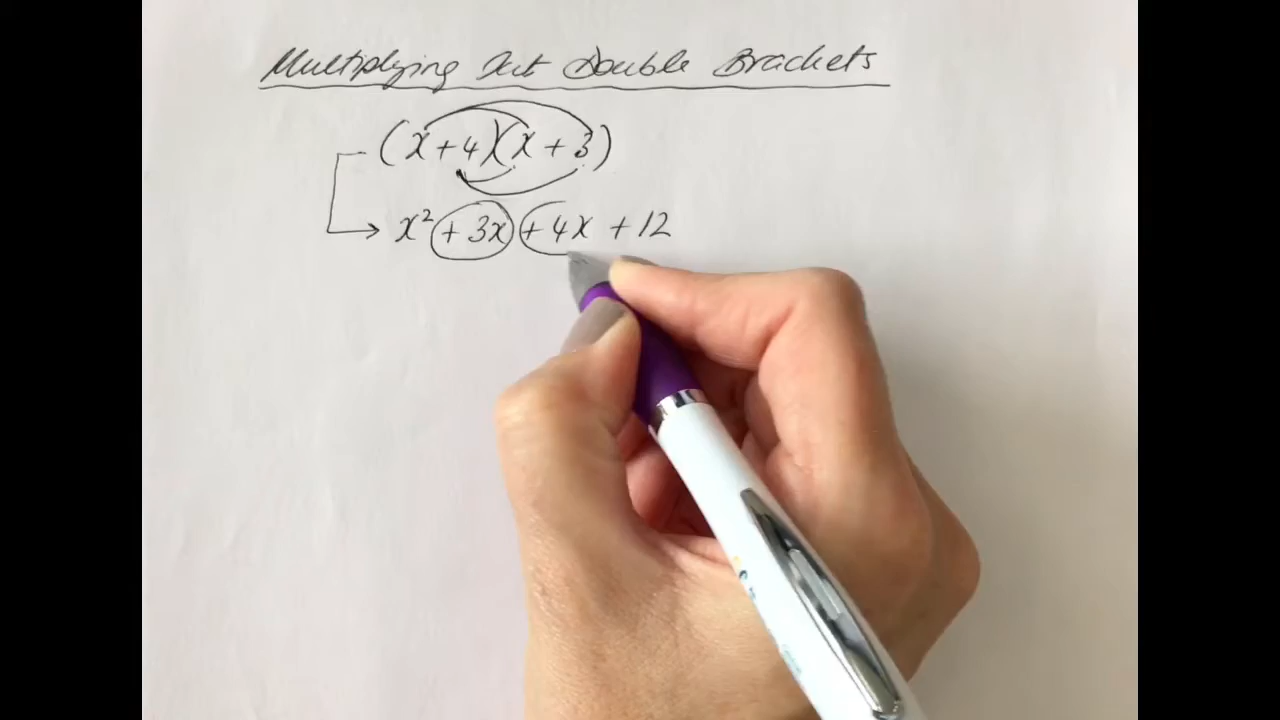 Multiplying Out Double Brackets
(x+4)(x+3)
x² + 3x + 4x + 12